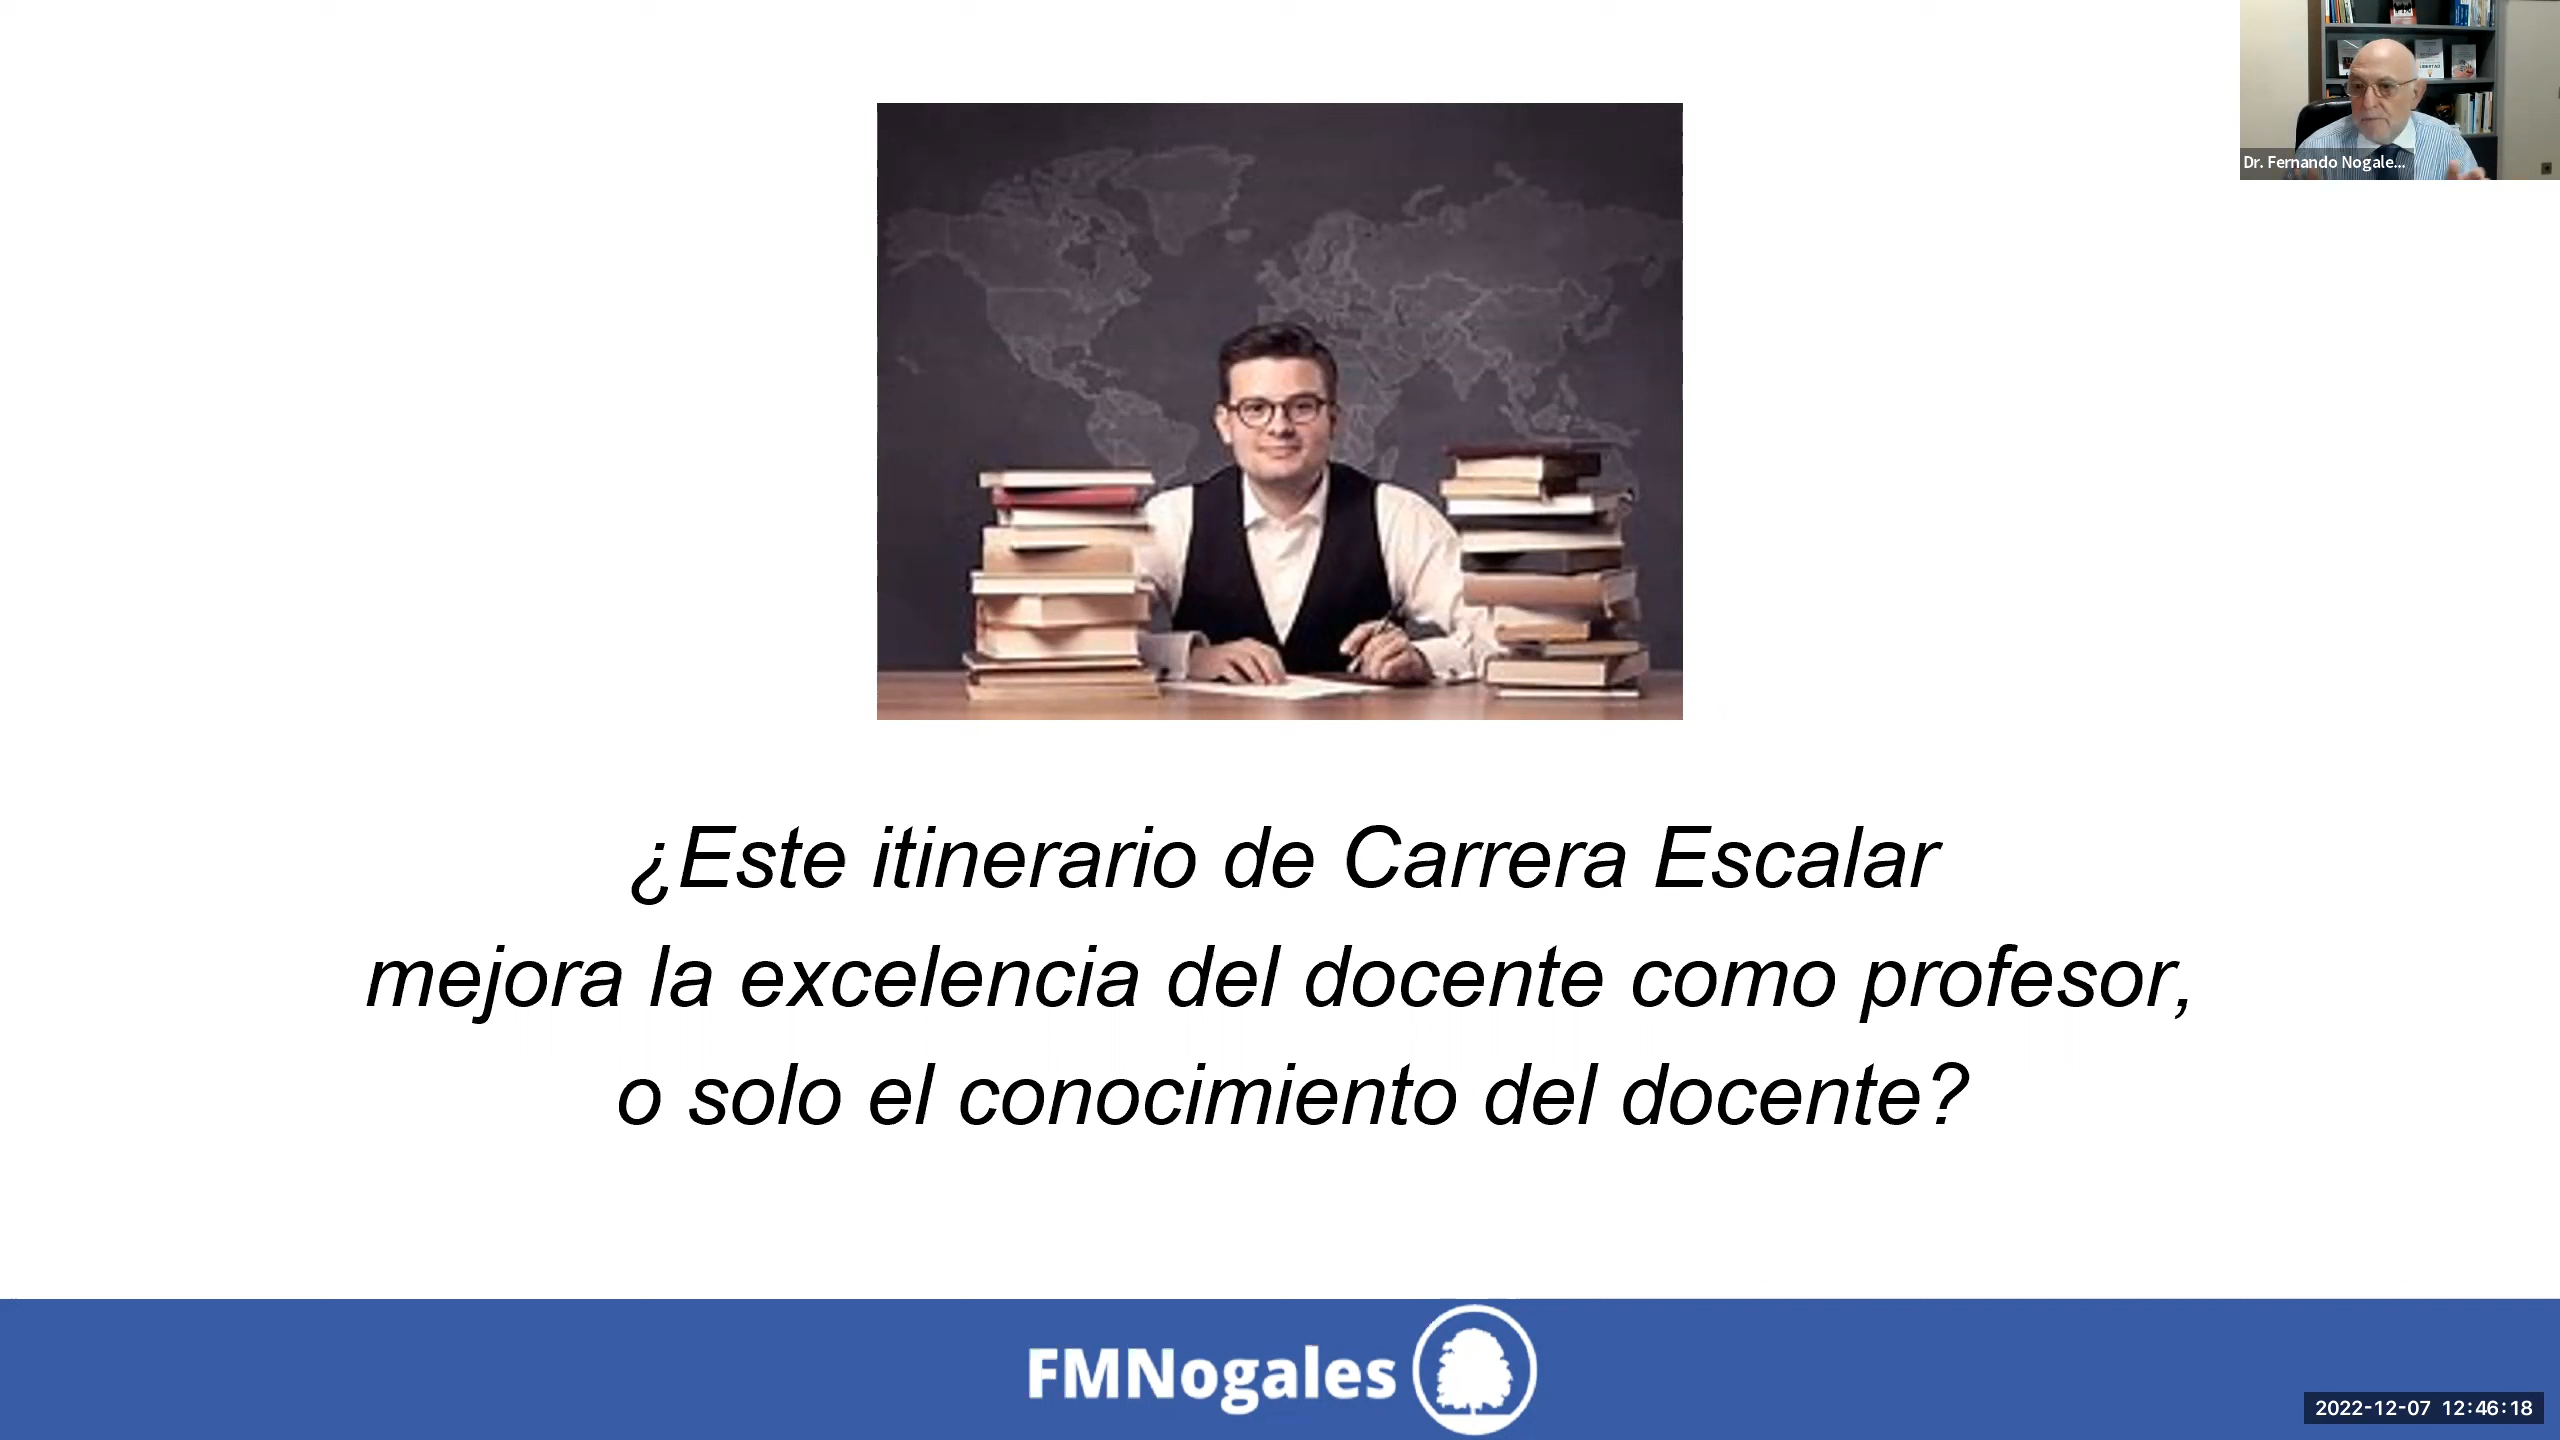 Dr. Fernando Nogale...
¿Este itinerario de Carrera Escalar
mejora la excelencia del docente como profesor,
o solo el conocimiento del docente?
FMNogales
2022-12-07 12:46:18